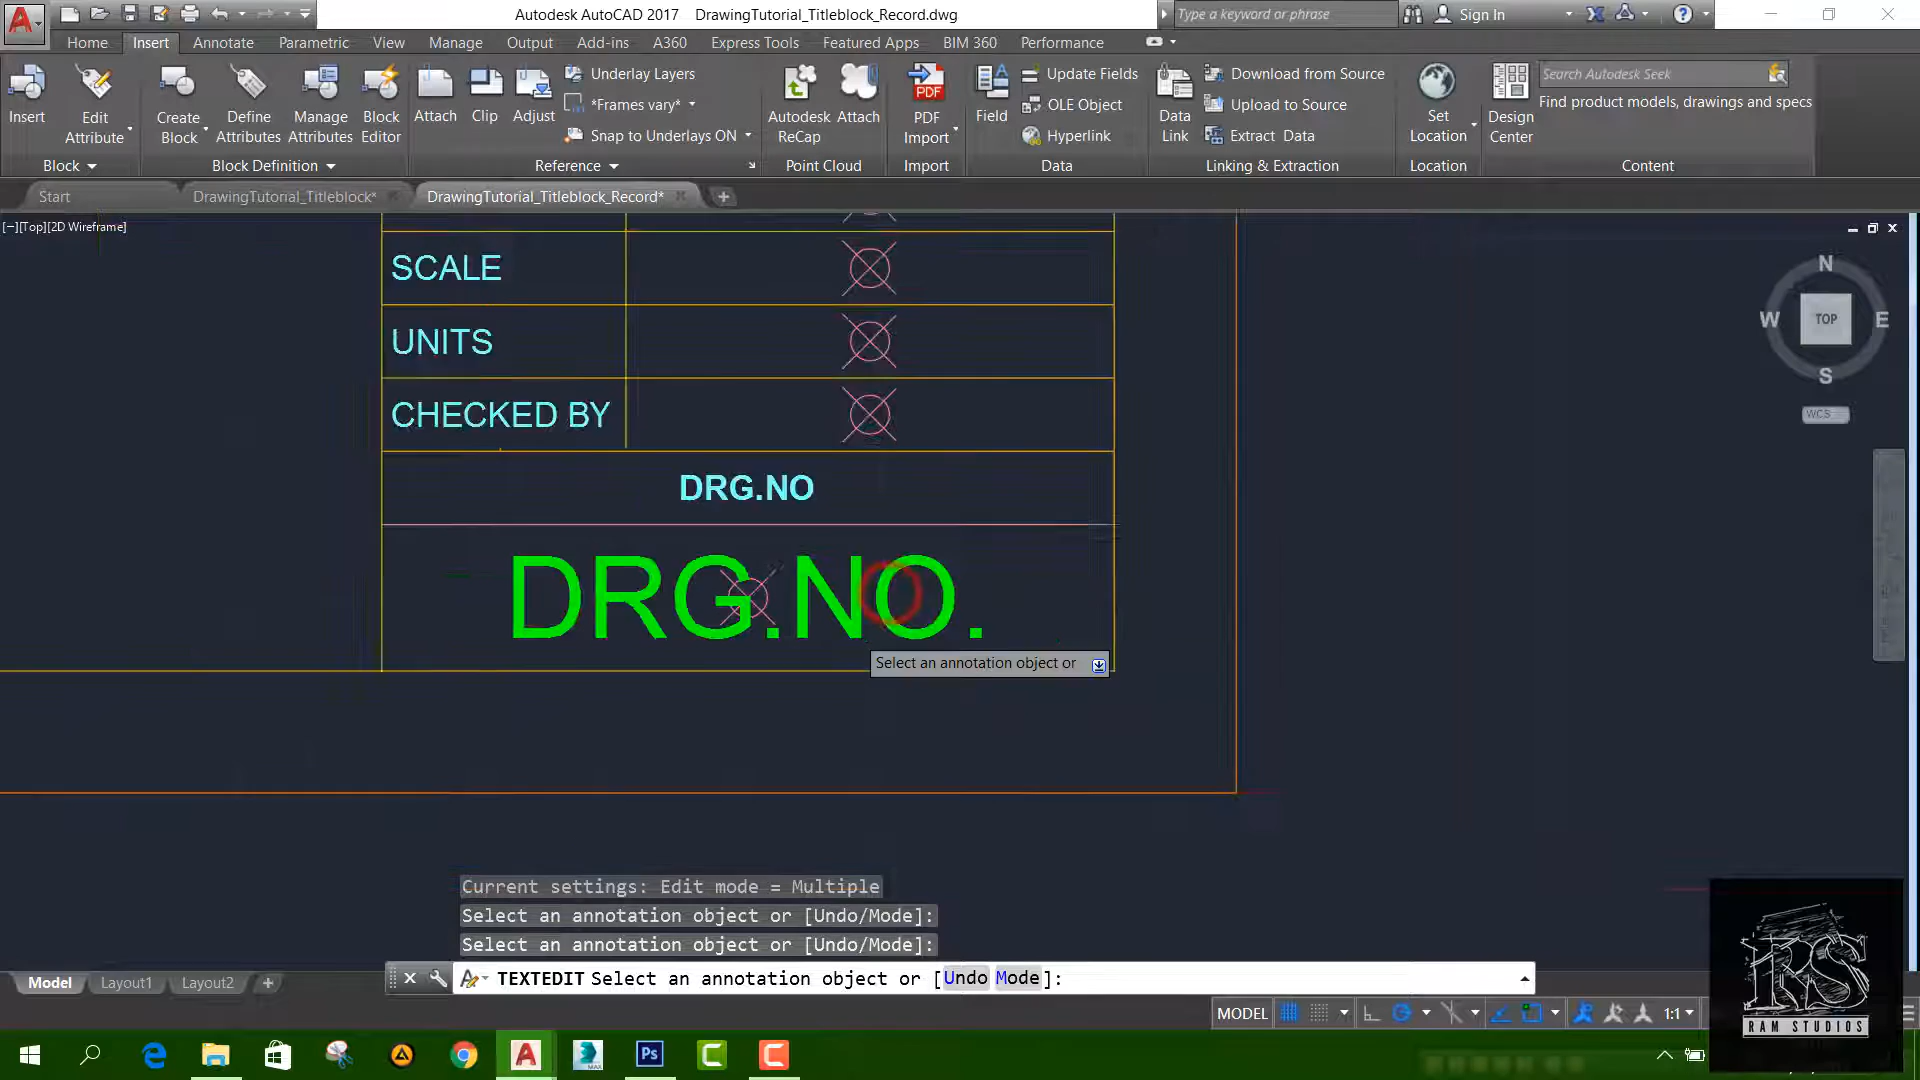 Autodesk AutoCAD 2017 DrawingTutorial_Titleblock_Record.dwg
Type a keyword or phrase
Sign In
Home Insert Annotate Parametric View Manage Output Add-ins A360 Express Tools Featured Apps BIM 360 Performance
Insert
Edit
Attribute
Block
Create
Block
Define
Attributes
Manage
Attributes
Block
Editor
Block Definition
Attach
Clip
Adjust
Underlay Layers
*Frames vary*
Snap to Underlays ON
Reference
Autodesk
ReCap
Attach
Point Cloud
PDF
PDF
Import
Import
Field
Update Fields
OLE Object
Hyperlink
Data
Data
Link
Download from Source
Upload to Source
Extract Data
Linking & Extraction
Set
Location
Location
Design
Center
Search Autodesk Seek
Find product models, drawings and specs
Content
Start DrawingTutorial_Titleblock* DrawingTutorial_Titleblock_Record*
[−][Top][2D Wireframe]
N
W TOP E
S
WCS
SCALE
UNITS
CHECKED BY
DRG.NO
DRG.NO.
Select an annotation object or
Current settings: Edit mode = Multiple
Select an annotation object or [Undo/Mode]:
Select an annotation object or [Undo/Mode]:
TEXTEDIT Select an annotation object or [Undo Mode]:
Model Layout1 Layout2
MODEL 1:1
RS
RAM STUDIOS
Ps
MAX